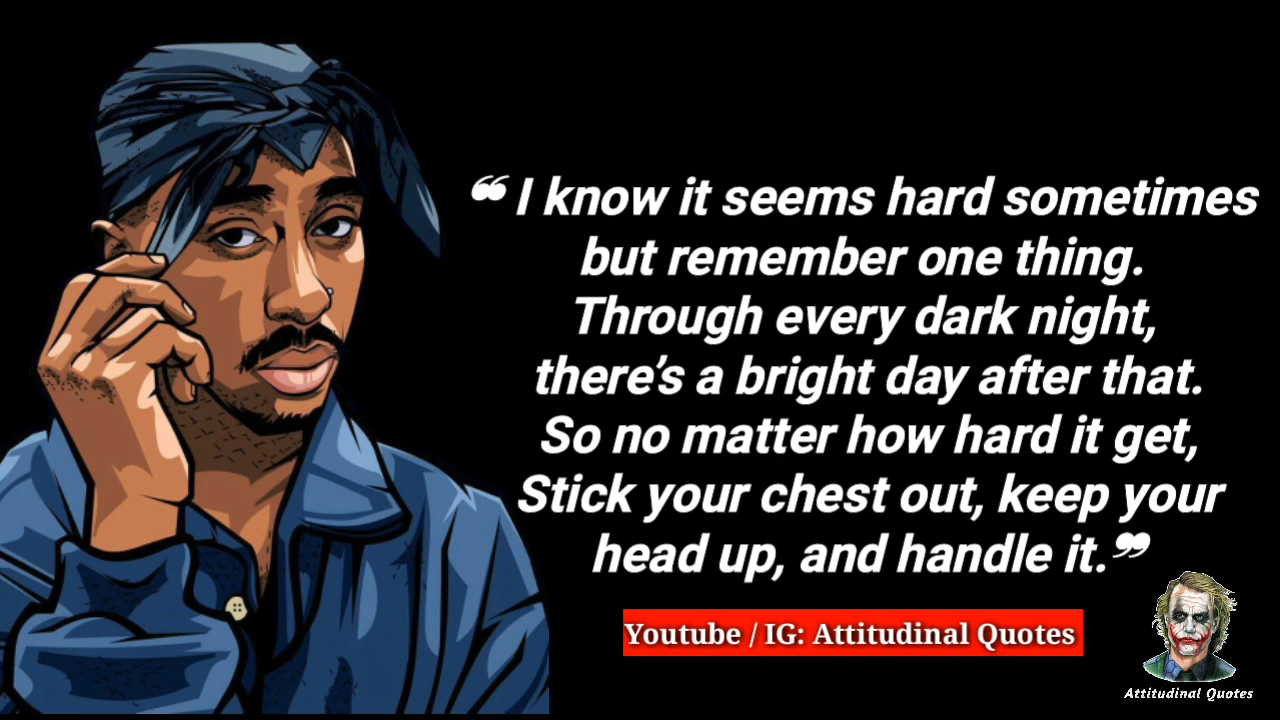 ❝ I know it seems hard sometimes
but remember one thing.
Through every dark night,
there's a bright day after that.
So no matter how hard it get,
Stick your chest out, keep your
head up, and handle it.❞
Youtube / IG: Attitudinal Quotes
Attitudinal Quotes